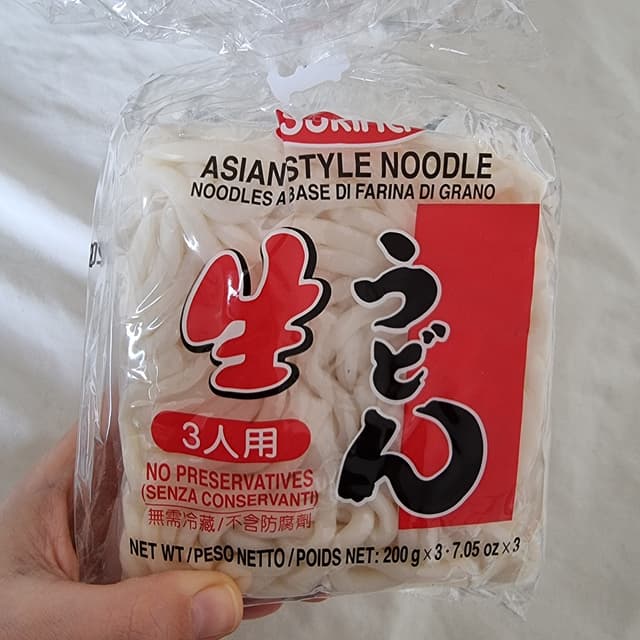 ASIAN STYLE NOODLE
NOODLES A BASE DI FARINA DI GRANO
生
うどん
3人用
NO PRESERVATIVES
(SENZA CONSERVANTI)
無需冷藏/不含防腐劑
NET WT/PESO NETTO/POIDS NET: 200 g x 3 · 7.05 oz x 3